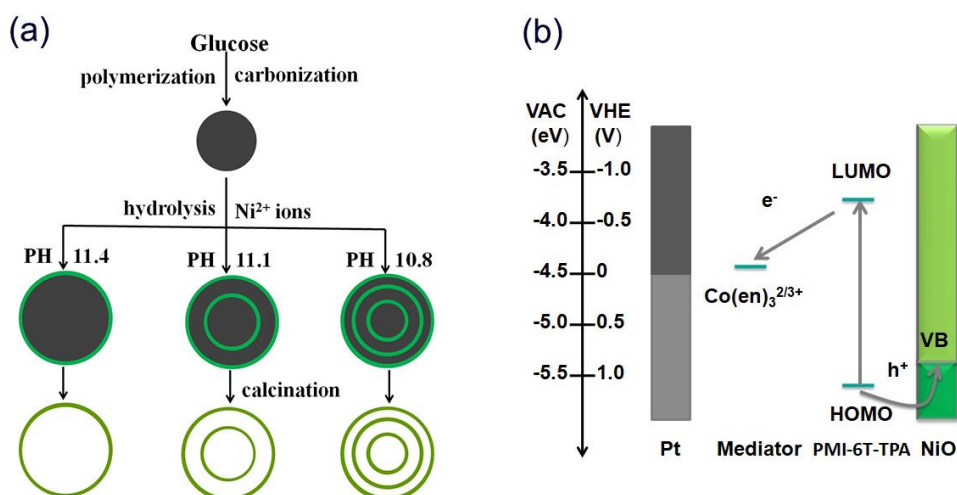 (a)
Glucose
polymerization carbonization
hydrolysis Ni²⁺ ions
PH 11.4 PH 11.1 PH 10.8
calcination
(b)
VAC VHE
(eV) (V)
-3.5 -1.0
-4.0 -0.5
-4.5 0
-5.0 0.5
-5.5 1.0
LUMO
e⁻
Co(en)₃²/³⁺
VB
h⁺
HOMO
Pt Mediator PMI-6T-TPA NiO